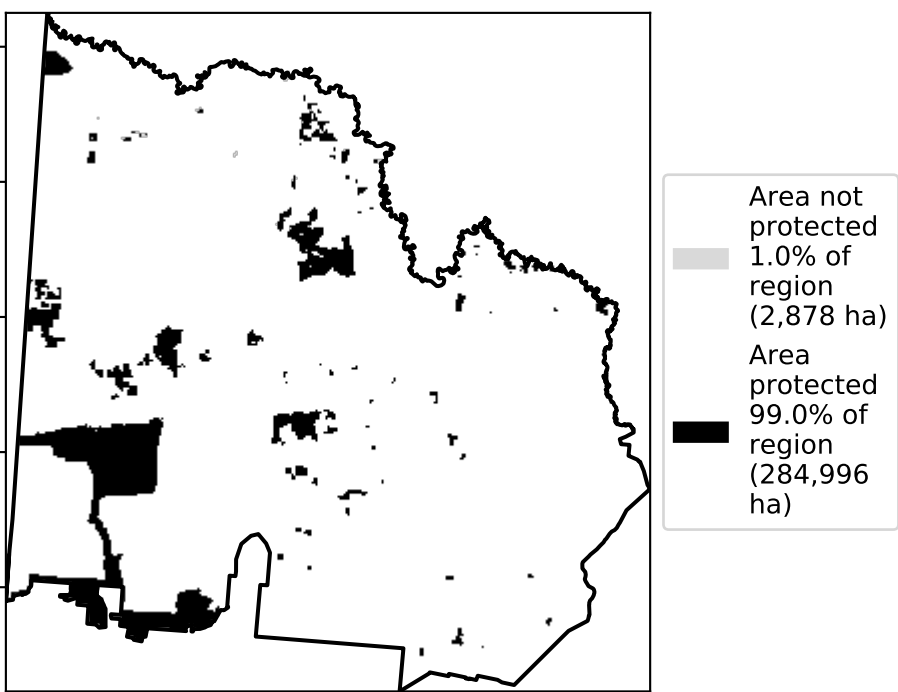 Area not
protected
1.0% of
region
(2,878 ha)
Area
protected
99.0% of
region
(284,996
ha)